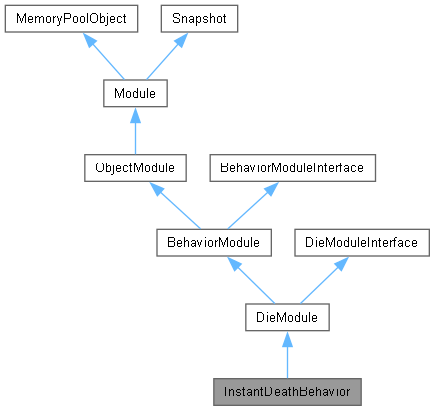 MemoryPoolObject
Snapshot
Module
ObjectModule
BehaviorModuleInterface
BehaviorModule
DieModuleInterface
DieModule
InstantDeathBehavior